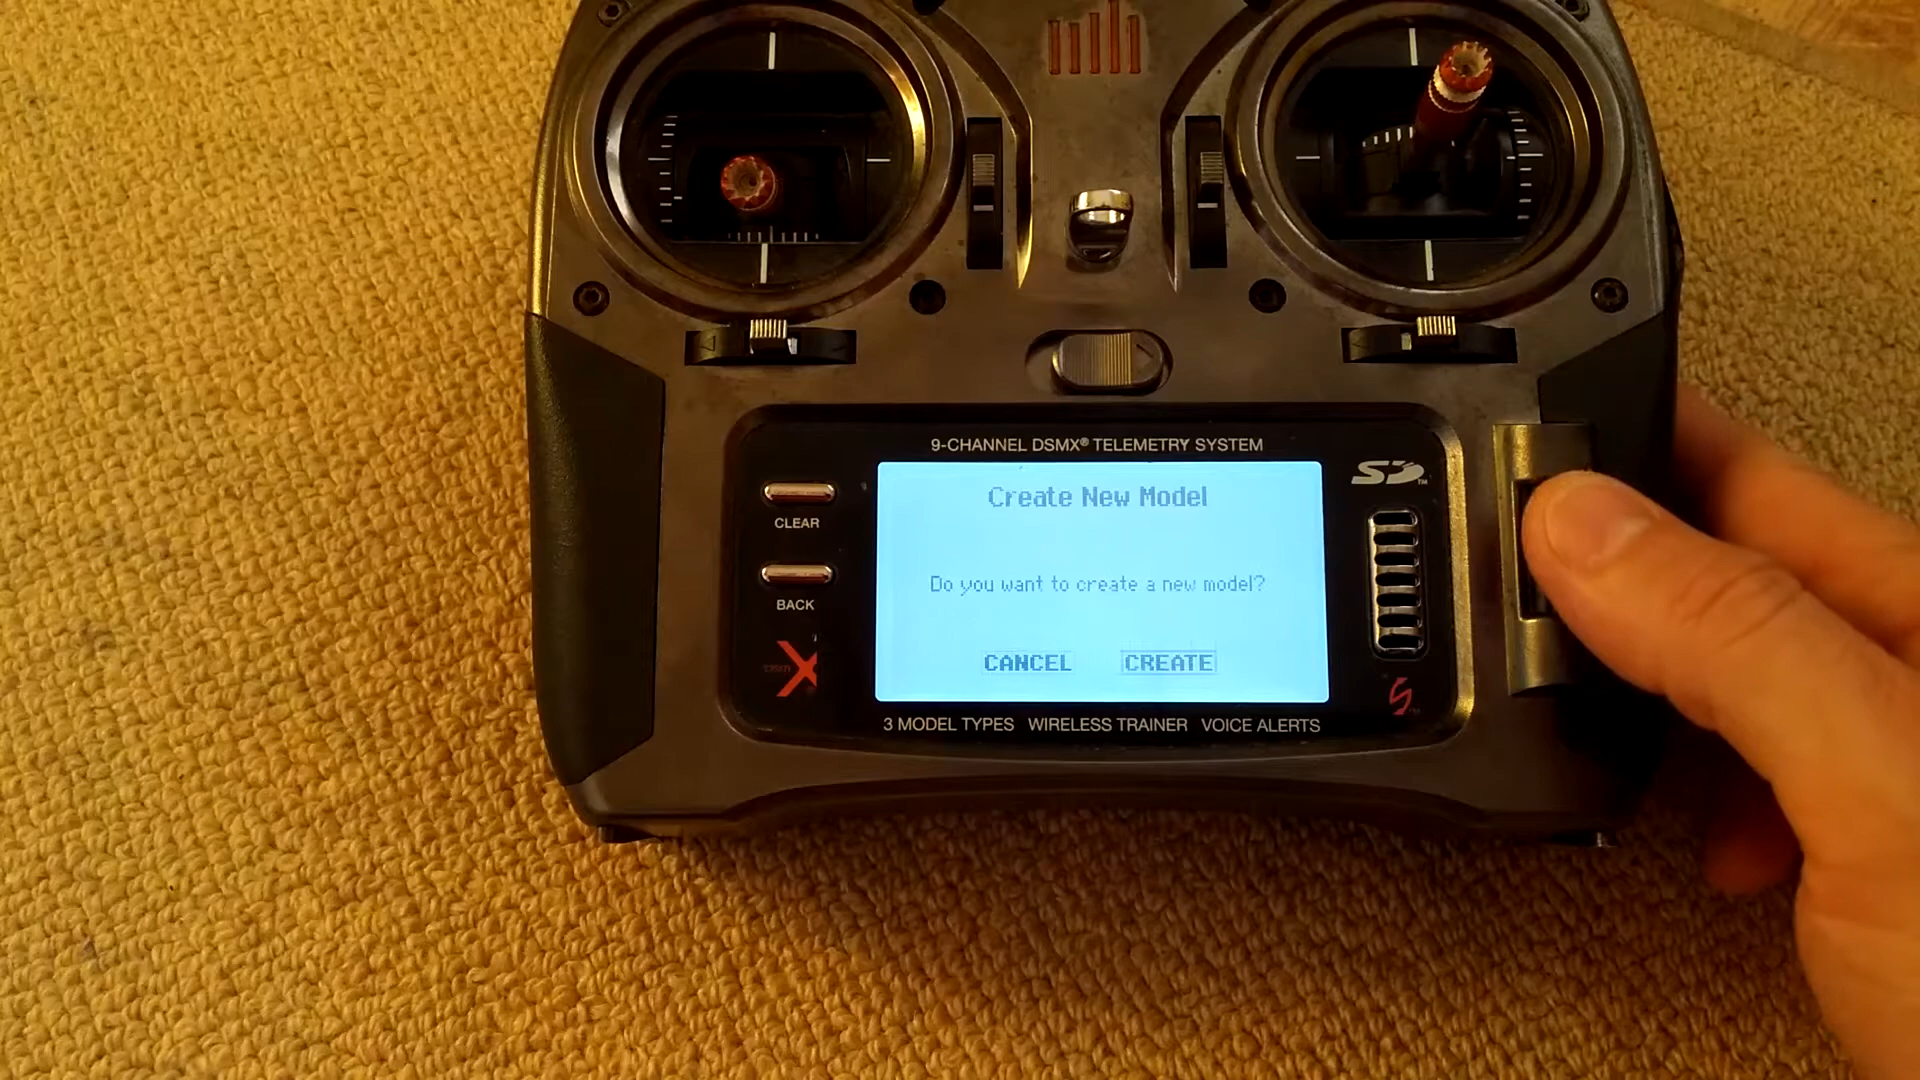 9-CHANNEL DSMX® TELEMETRY SYSTEM
SD™
Create New Model
CLEAR
Do you want to create a new model?
BACK
CANCEL CREATE
X
3 MODEL TYPES WIRELESS TRAINER VOICE ALERTS